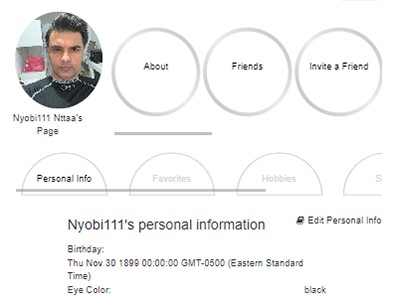 About
Friends
Invite a Friend
Nyobi111 Nttaa's
Page
Personal Info
Favorites
Hobbies
Nyobi111's personal information
Edit Personal Info
Birthday:
Thu Nov 30 1899 00:00:00 GMT-0500 (Eastern Standard
Time)
Eye Color: black